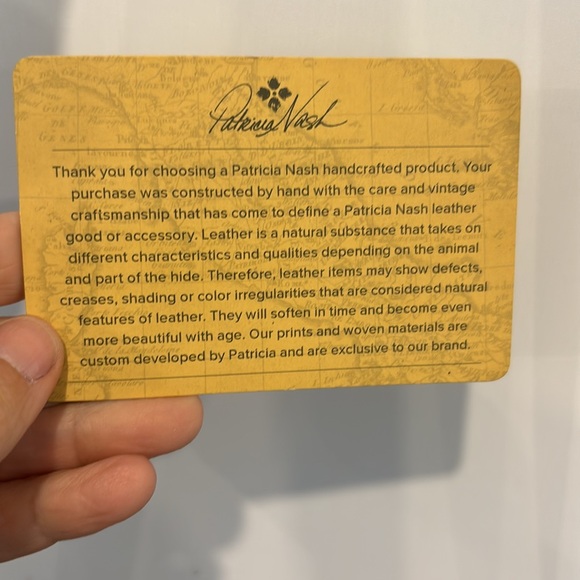 Patricia Nash
Thank you for choosing a Patricia Nash handcrafted product. Your
purchase was constructed by hand with the care and vintage
craftsmanship that has come to define a Patricia Nash leather
good or accessory. Leather is a natural substance that takes on
different characteristics and qualities depending on the animal
and part of the hide. Therefore, leather items may show defects,
creases, shading or color irregularities that are considered natural
features of leather. They will soften in time and become even
more beautiful with age. Our prints and woven materials are
custom developed by Patricia and are exclusive to our brand.